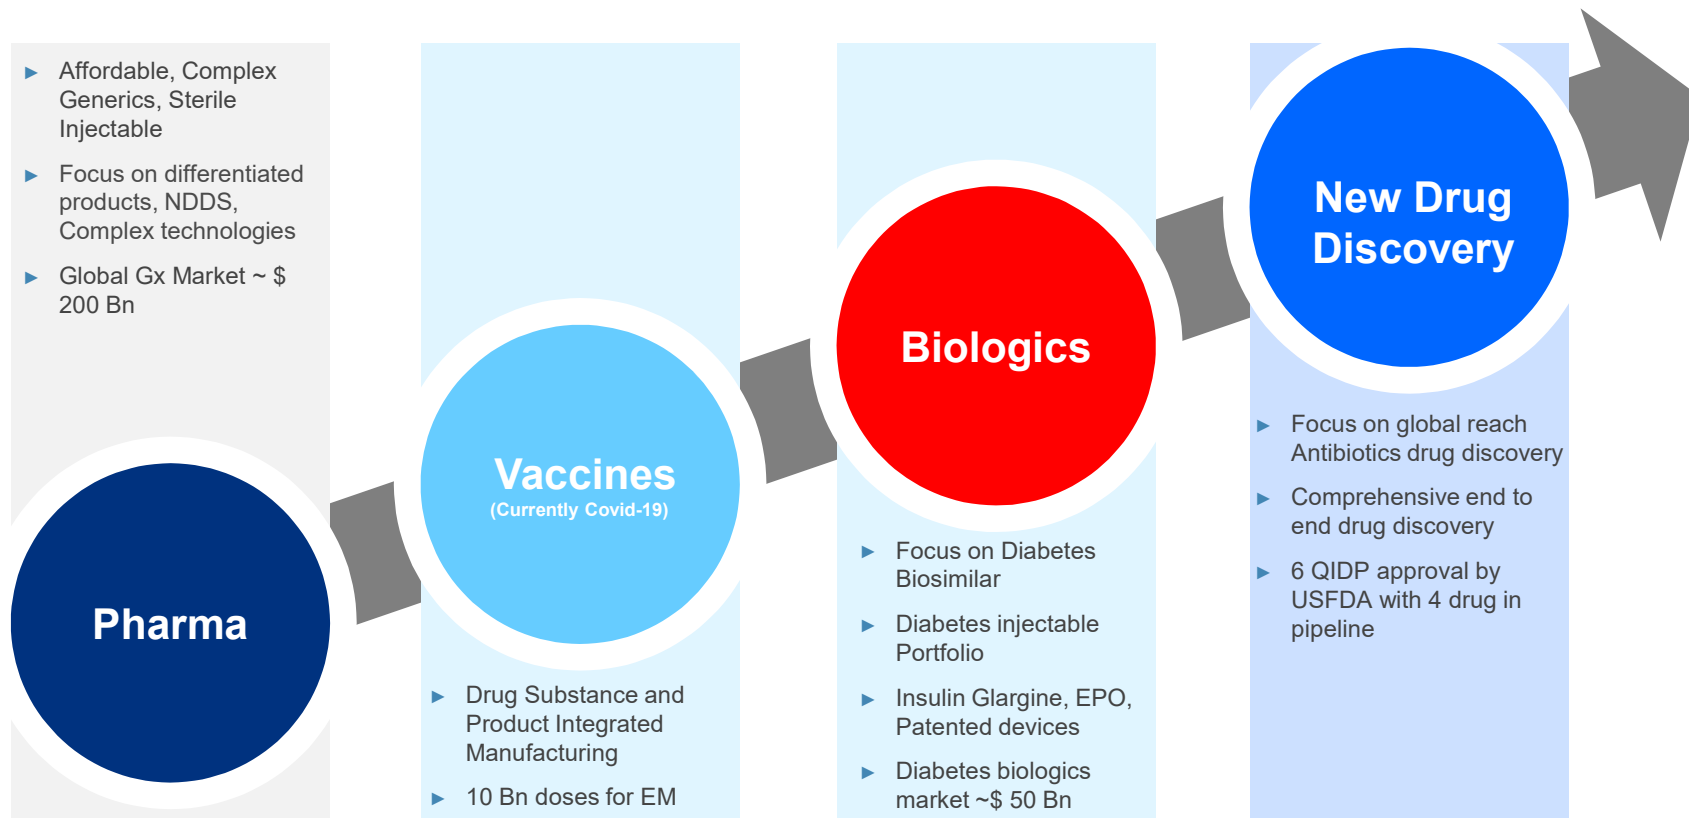 ► Affordable, Complex
Generics, Sterile
Injectable
► Focus on differentiated
products, NDDS,
Complex technologies
► Global Gx Market ~ $
200 Bn
Pharma
Vaccines
(Currently Covid-19)
► Drug Substance and
Product Integrated
Manufacturing
► 10 Bn doses for EM
Biologics
► Focus on Diabetes
Biosimilar
► Diabetes injectable
Portfolio
► Insulin Glargine, EPO,
Patented devices
► Diabetes biologics
market ~$ 50 Bn
New Drug
Discovery
► Focus on global reach
Antibiotics drug discovery
► Comprehensive end to
end drug discovery
► 6 QIDP approval by
USFDA with 4 drug in
pipeline